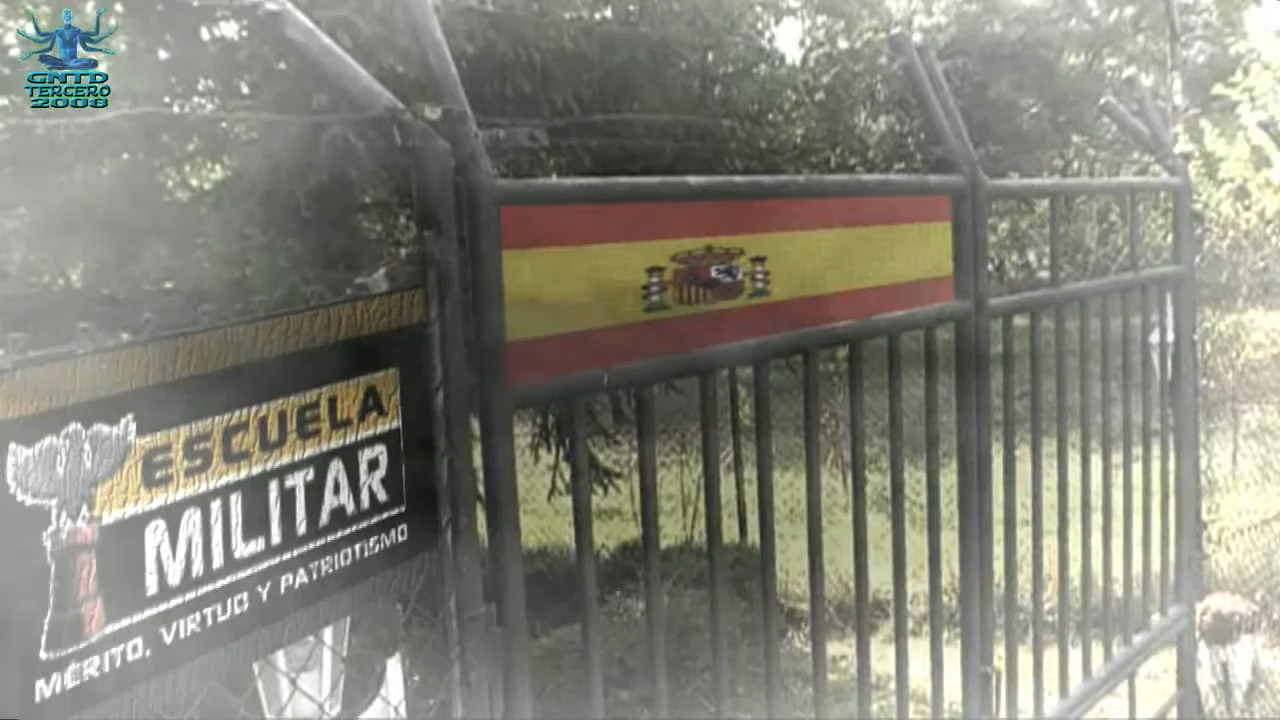 GNTD
TERCERO
2008
ESCUELA
MILITAR
MÉRITO, VIRTUD Y PATRIOTISMO